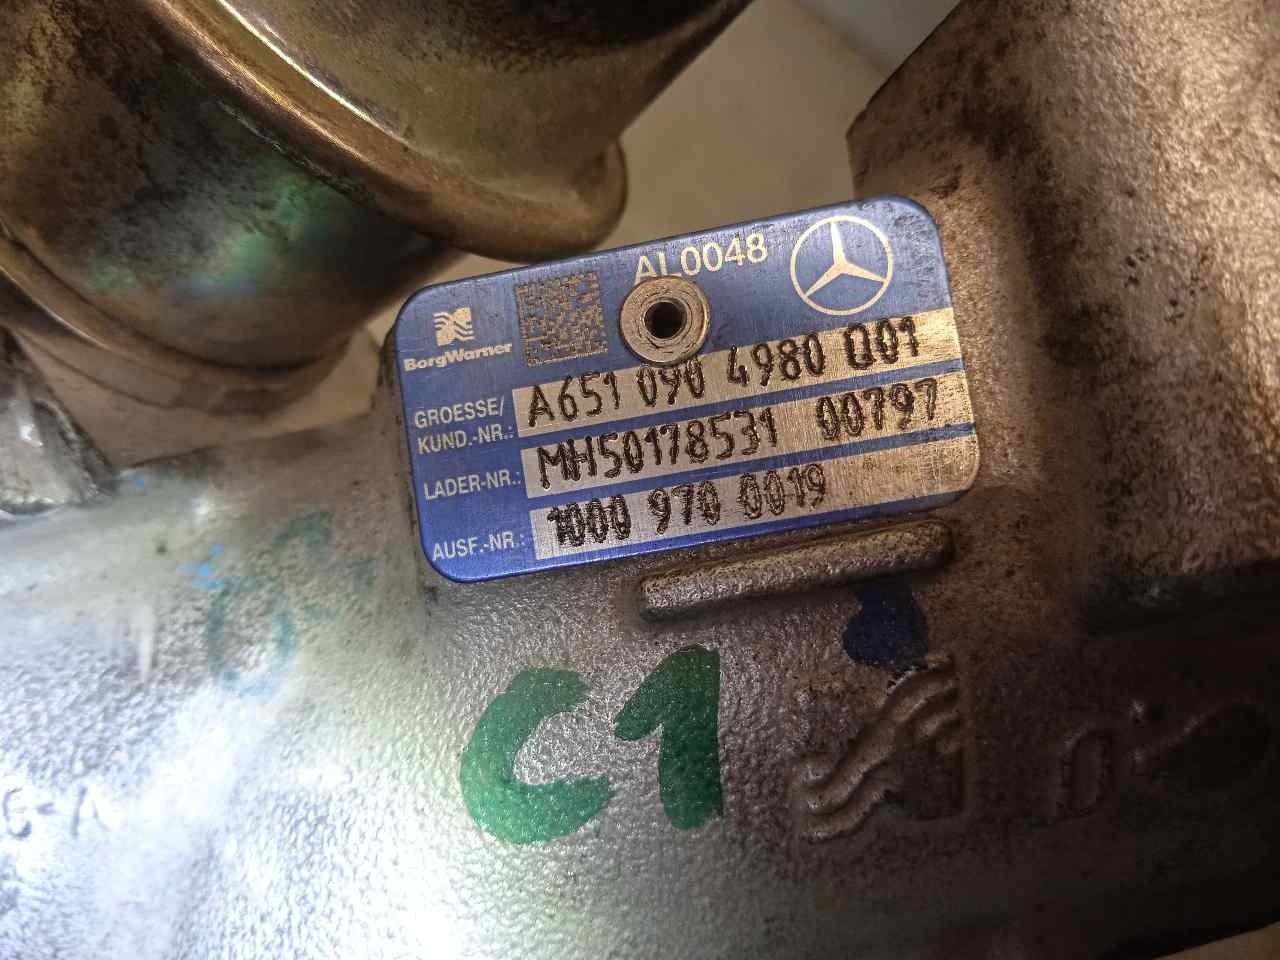 AL0048
BorgWarner
GROESSE/
KUND.-NR.: A651 090 4980 Q01
LADER-NR.: MH50178531 00797
AUSF.-NR.: 1000 970 0019
C1